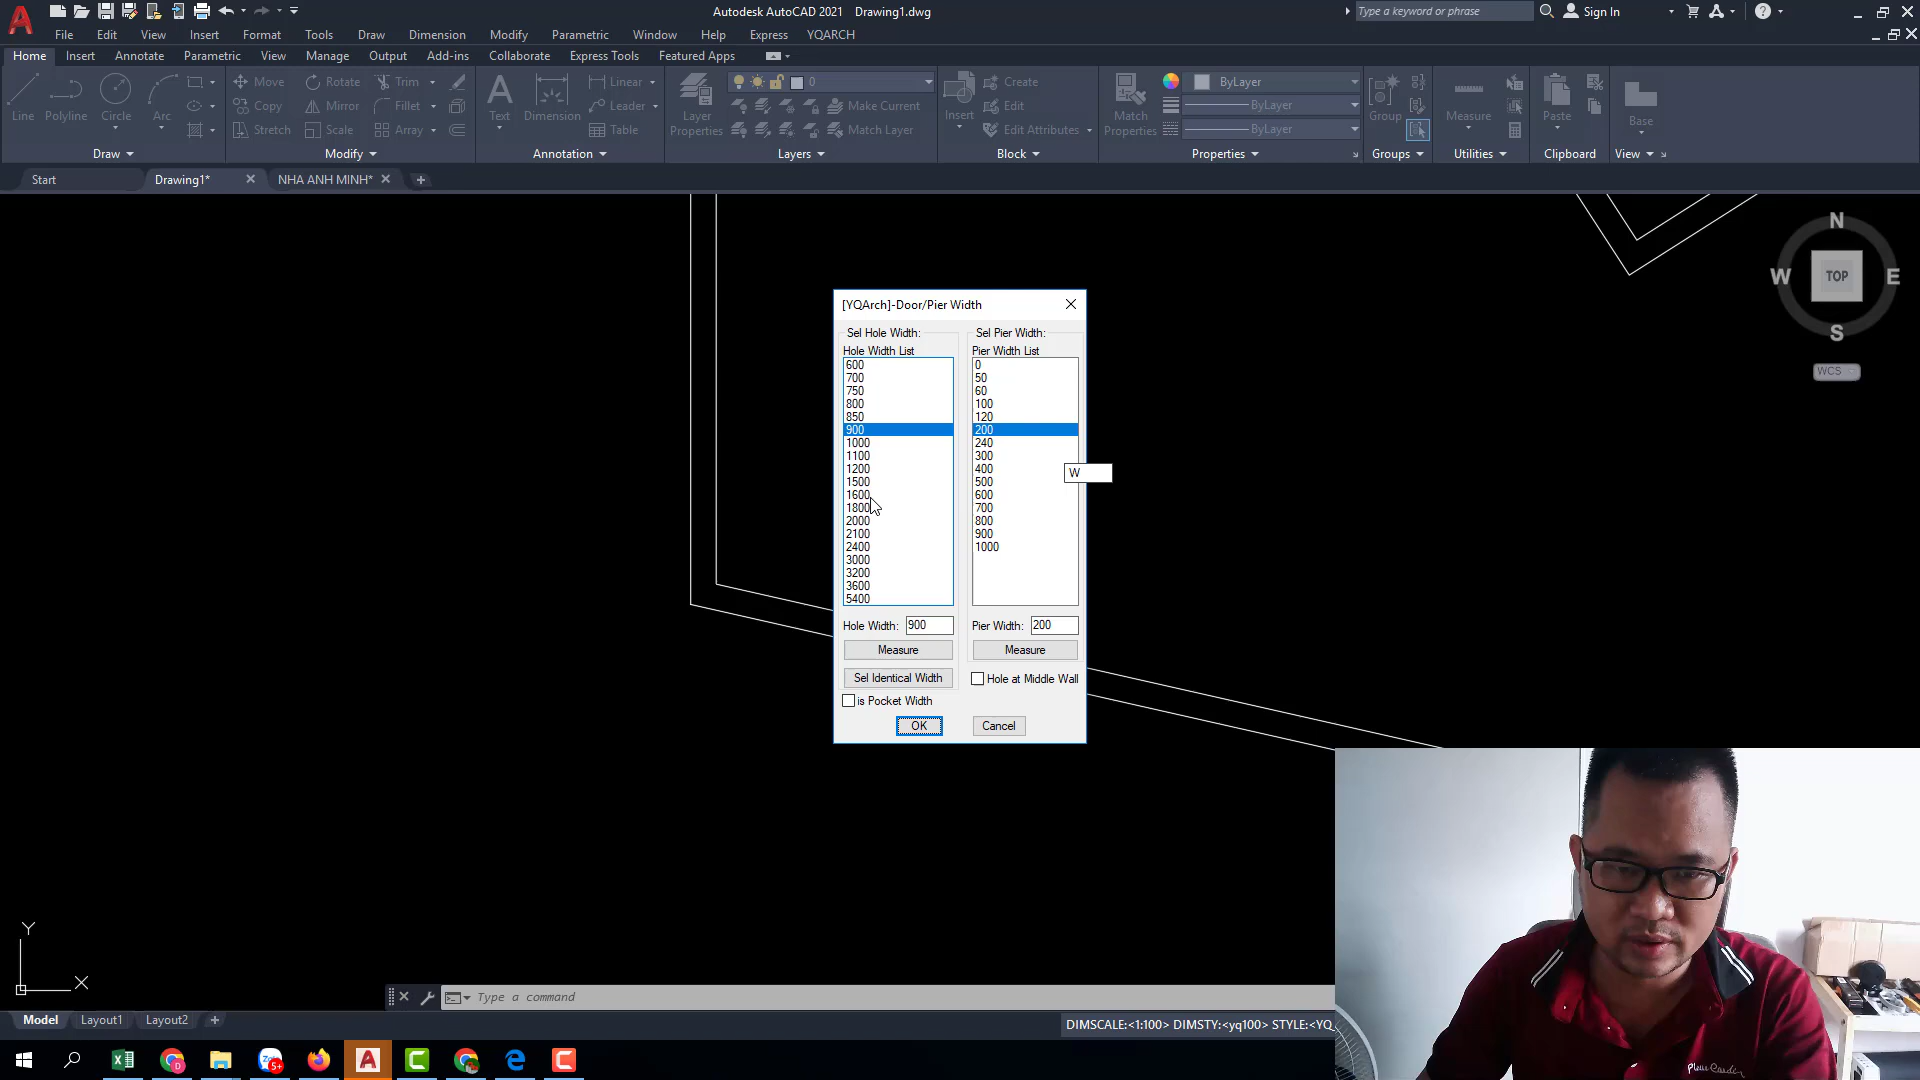 Autodesk AutoCAD 2021 Drawing1.dwg
Type a keyword or phrase
Sign In
File Edit View Insert Format Tools Draw Dimension Modify Parametric Window Help Express YQARCH
Home Insert Annotate Parametric View Manage Output Add-ins Collaborate Express Tools Featured Apps
Line
Polyline
Circle
Arc
Draw
Move
Rotate
Trim
Copy
Mirror
Fillet
Stretch
Scale
Array
Modify
Text
Dimension
Linear
Leader
Table
Annotation
Layer
Properties
0
Make Current
Match Layer
Layers
Insert
Create
Edit
Edit Attributes
Block
Match
Properties
ByLayer
ByLayer
ByLayer
Properties
Group
Groups
Measure
Utilities
Paste
Clipboard
Base
View
Start
Drawing1*
NHA ANH MINH*
N
W
TOP
E
S
WCS
[YQArch]-Door/Pier Width
Sel Hole Width:
Hole Width List
600
700
750
800
850
900
1000
1100
1200
1500
1600
1800
2000
2100
2400
3000
3200
3600
5400
Hole Width: 900
Measure
Sel Identical Width
is Pocket Width
OK
Sel Pier Width:
Pier Width List
0
50
60
100
120
200
240
300
400
500
600
700
800
900
1000
Pier Width: 200
Measure
Hole at Middle Wall
Cancel
W
Y
X
Type a command
Model Layout1 Layout2
DIMSCALE:<1:100> DIMSTY:<yq100> STYLE:<YQ_
5+
Pierre Cardin